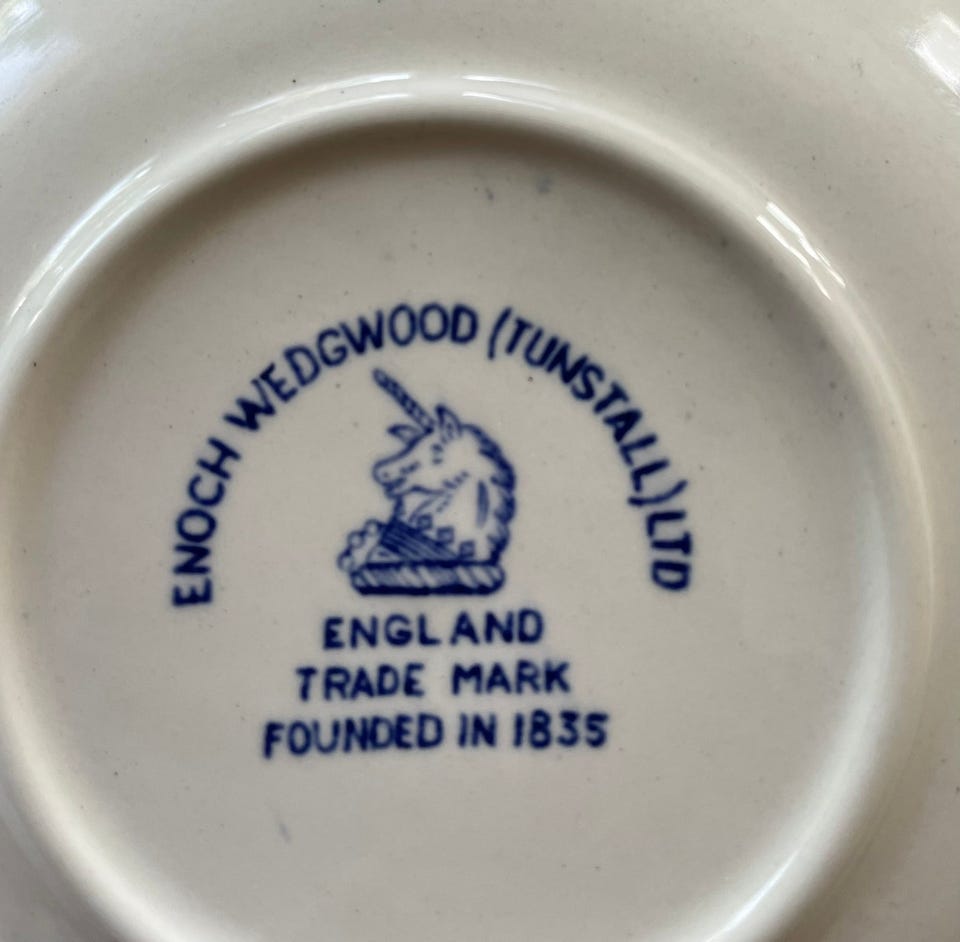 ENOCH WEDGWOOD (TUNSTALL) LTD
ENGLAND
TRADE MARK
FOUNDED IN 1835